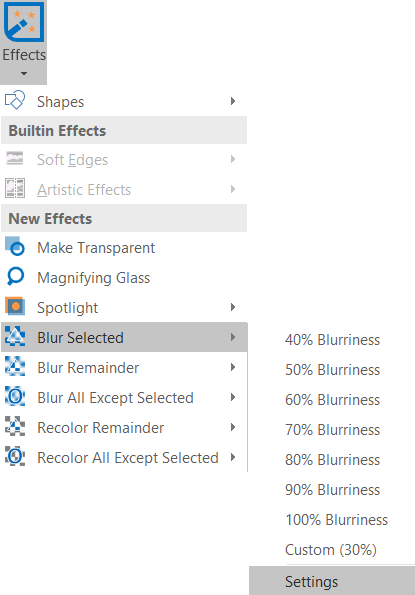 Effects
Shapes
Builtin Effects
Soft Edges
Artistic Effects
New Effects
Make Transparent
Magnifying Glass
Spotlight
Blur Selected
Blur Remainder
Blur All Except Selected
Recolor Remainder
Recolor All Except Selected
40% Blurriness
50% Blurriness
60% Blurriness
70% Blurriness
80% Blurriness
90% Blurriness
100% Blurriness
Custom (30%)
Settings